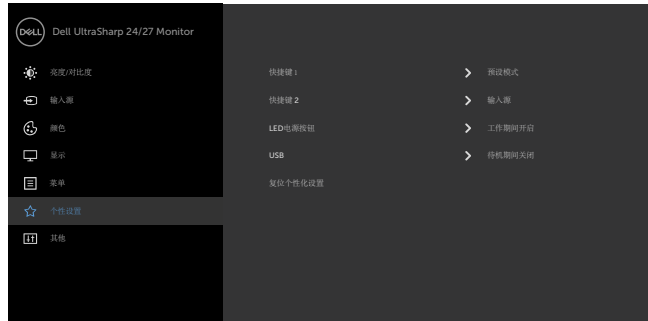 DELL Dell UltraSharp 24/27 Monitor
亮度/对比度 快捷键 1 预设模式
输入源 快捷键 2 输入源
颜色 LED电源按钮 工作期间开启
显示 USB 待机期间关闭
菜单 复位个性化设置
个性设置
其他